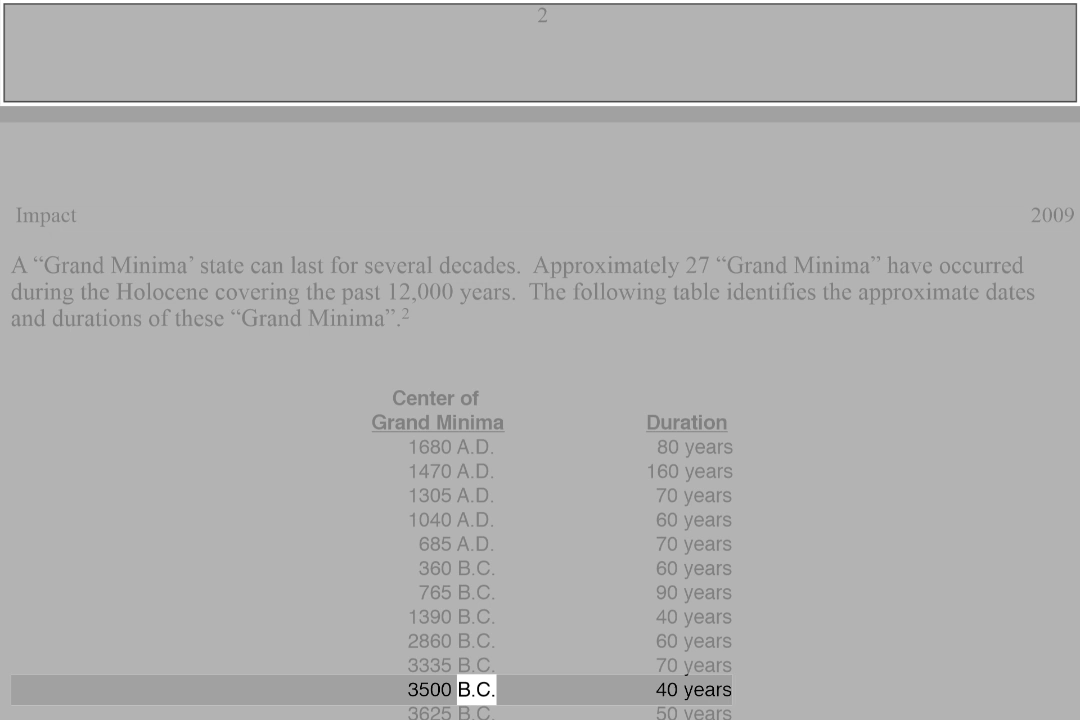 2
Impact 2009
A “Grand Minima’ state can last for several decades. Approximately 27 “Grand Minima” have occurred
during the Holocene covering the past 12,000 years. The following table identifies the approximate dates
and durations of these “Grand Minima”.2
Center of
Grand Minima Duration
1680 A.D. 80 years
1470 A.D. 160 years
1305 A.D. 70 years
1040 A.D. 60 years
685 A.D. 70 years
360 B.C. 60 years
765 B.C. 90 years
1390 B.C. 40 years
2860 B.C. 60 years
3335 B.C. 70 years
3500 B.C. 40 years
3625 B.C. 50 years